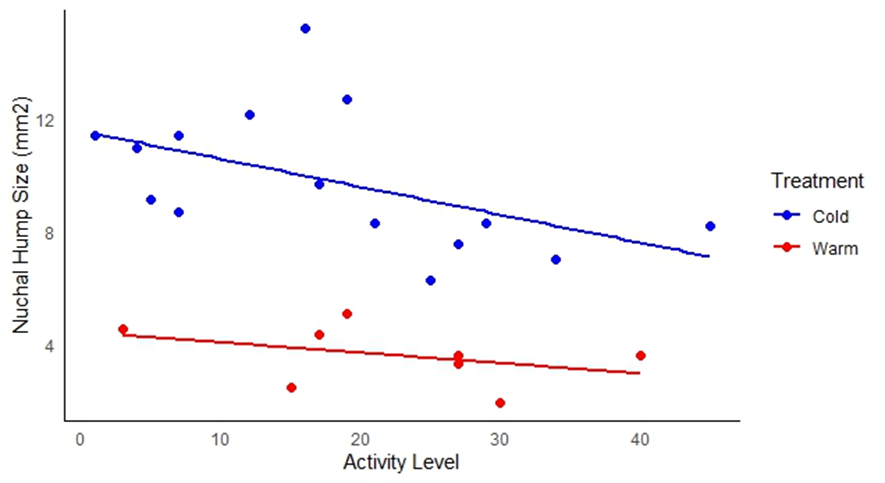 Nuchal Hump Size (mm2)
12
8
4
0 10 20 30 40
Activity Level
Treatment
Cold
Warm